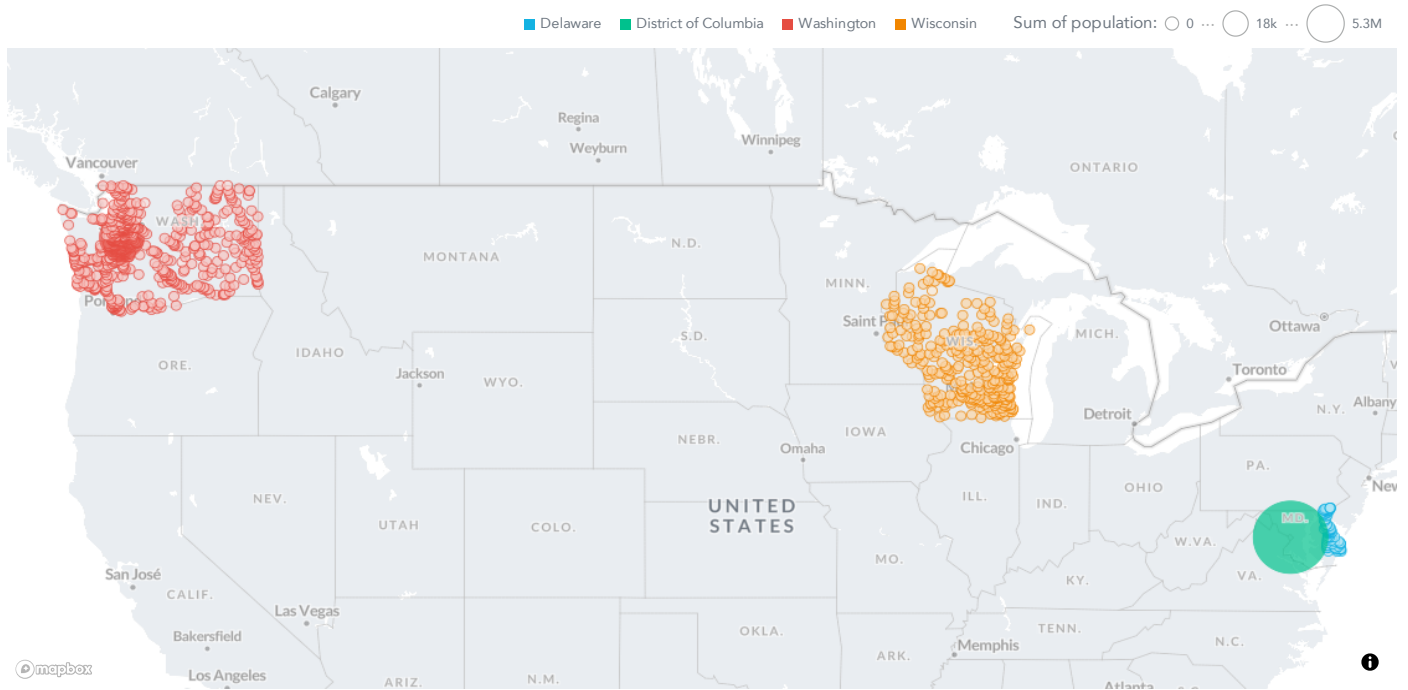 Delaware District of Columbia Washington Wisconsin Sum of population: 0 ··· 18k ··· 5.3M
Calgary
Regina
Winnipeg
Weyburn
Vancouver
ONTARIO
WASH.
N.D.
MONTANA
MINN.
Ottawa
Saint P
S.D.
MICH.
WIS.
IDAHO
ORE.
Toronto
Jackson
WYO.
Albany
N.Y.
Detroit
IOWA
NEBR.
Omaha
Chicago
PA.
OHIO
New
NEV.
ILL.
IND.
UNITED
STATES
MD.
UTAH
COLO.
W.VA.
MO.
San José
VA.
KY.
CALIF.
Las Vegas
TENN.
OKLA.
Bakersfield
N.C.
Memphis
ARK.
mapbox
Los Angeles
ARIZ.
N.M.
Atlanta